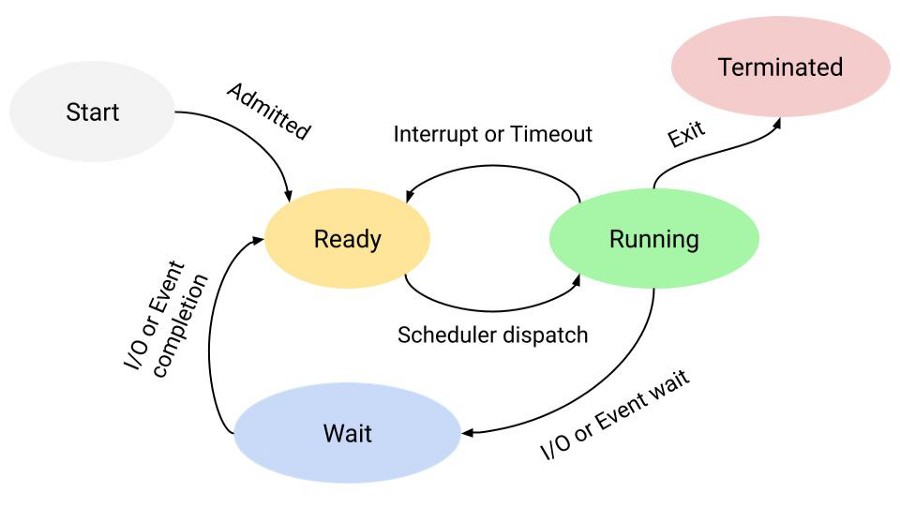 Start
Admitted
Terminated
Interrupt or Timeout
Exit
Ready
Running
I/O or Event
completion
Scheduler dispatch
Wait
I/O or Event wait